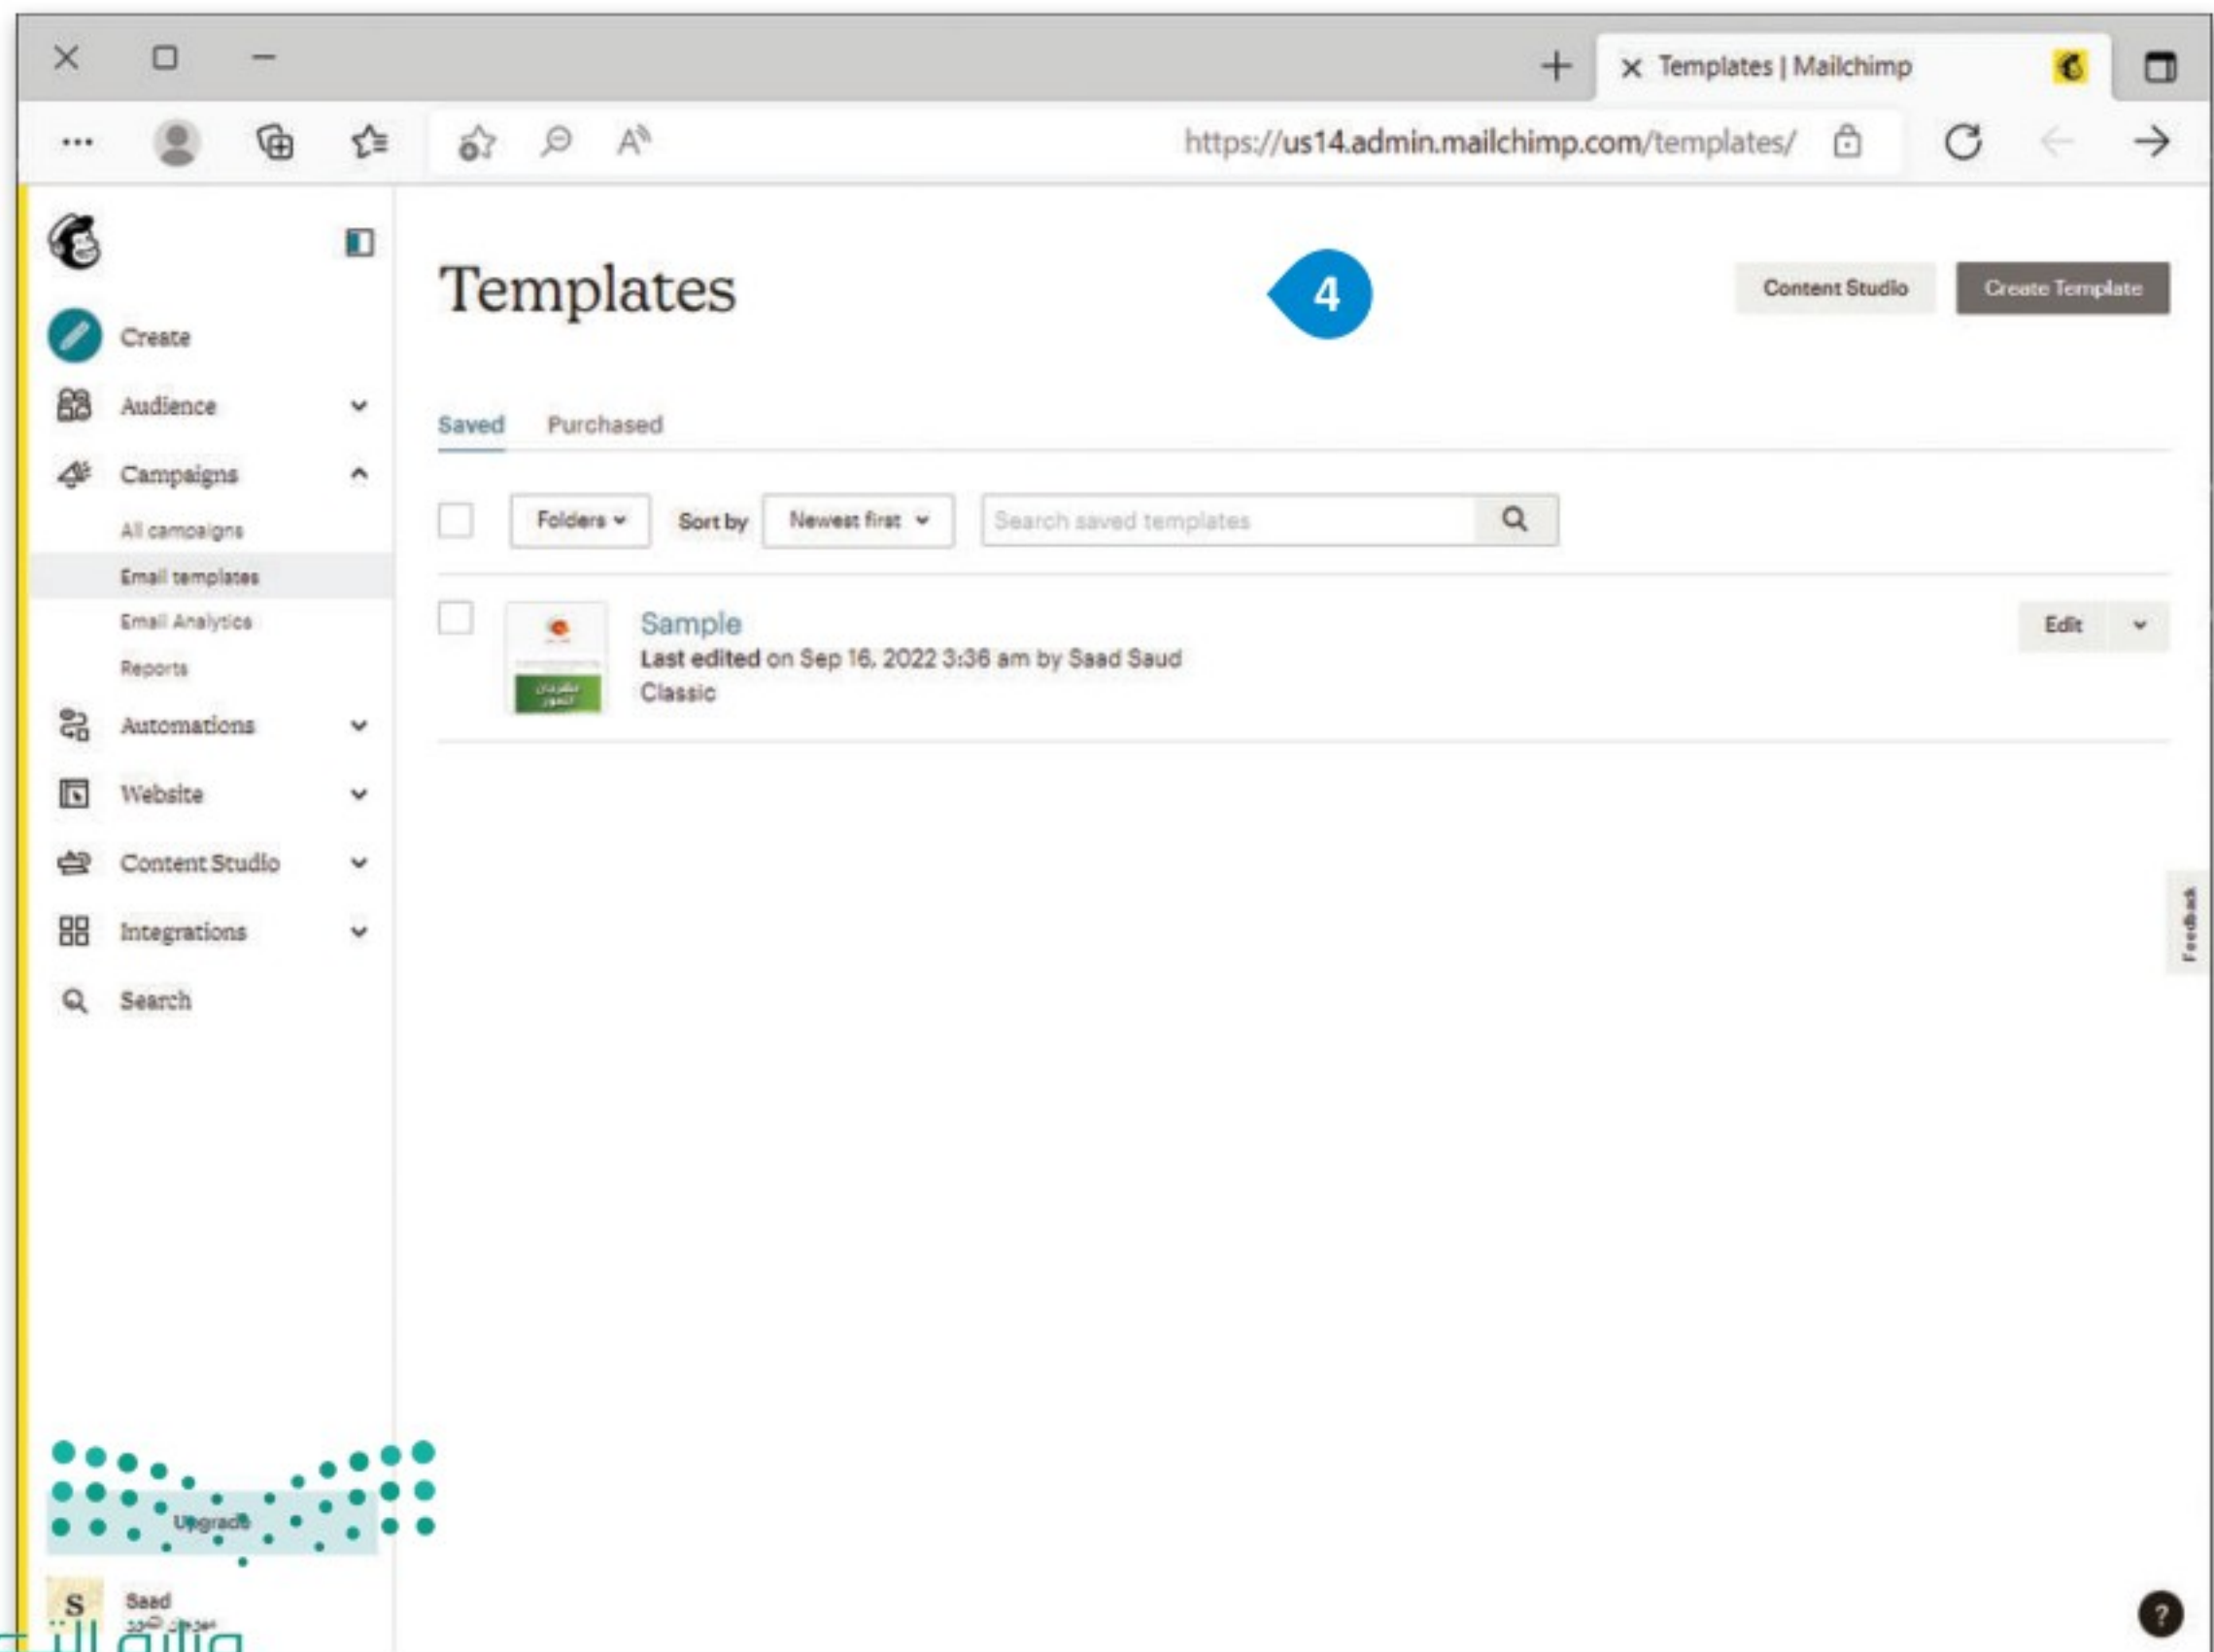 Templates | Mailchimp
https://us14.admin.mailchimp.com/templates/
Create
Audience
Campaigns
All campaigns
Email templates
Email Analytics
Reports
Automations
Website
Content Studio
Integrations
Search
Upgrade
S
Saad
Templates
4
Content Studio
Create Template
Saved
Purchased
Folders
Sort by
Newest first
Search saved templates
مهرجان
التمور
Sample
Last edited on Sep 16, 2022 3:36 am by Saad Saud
Classic
Edit
Feedback
?